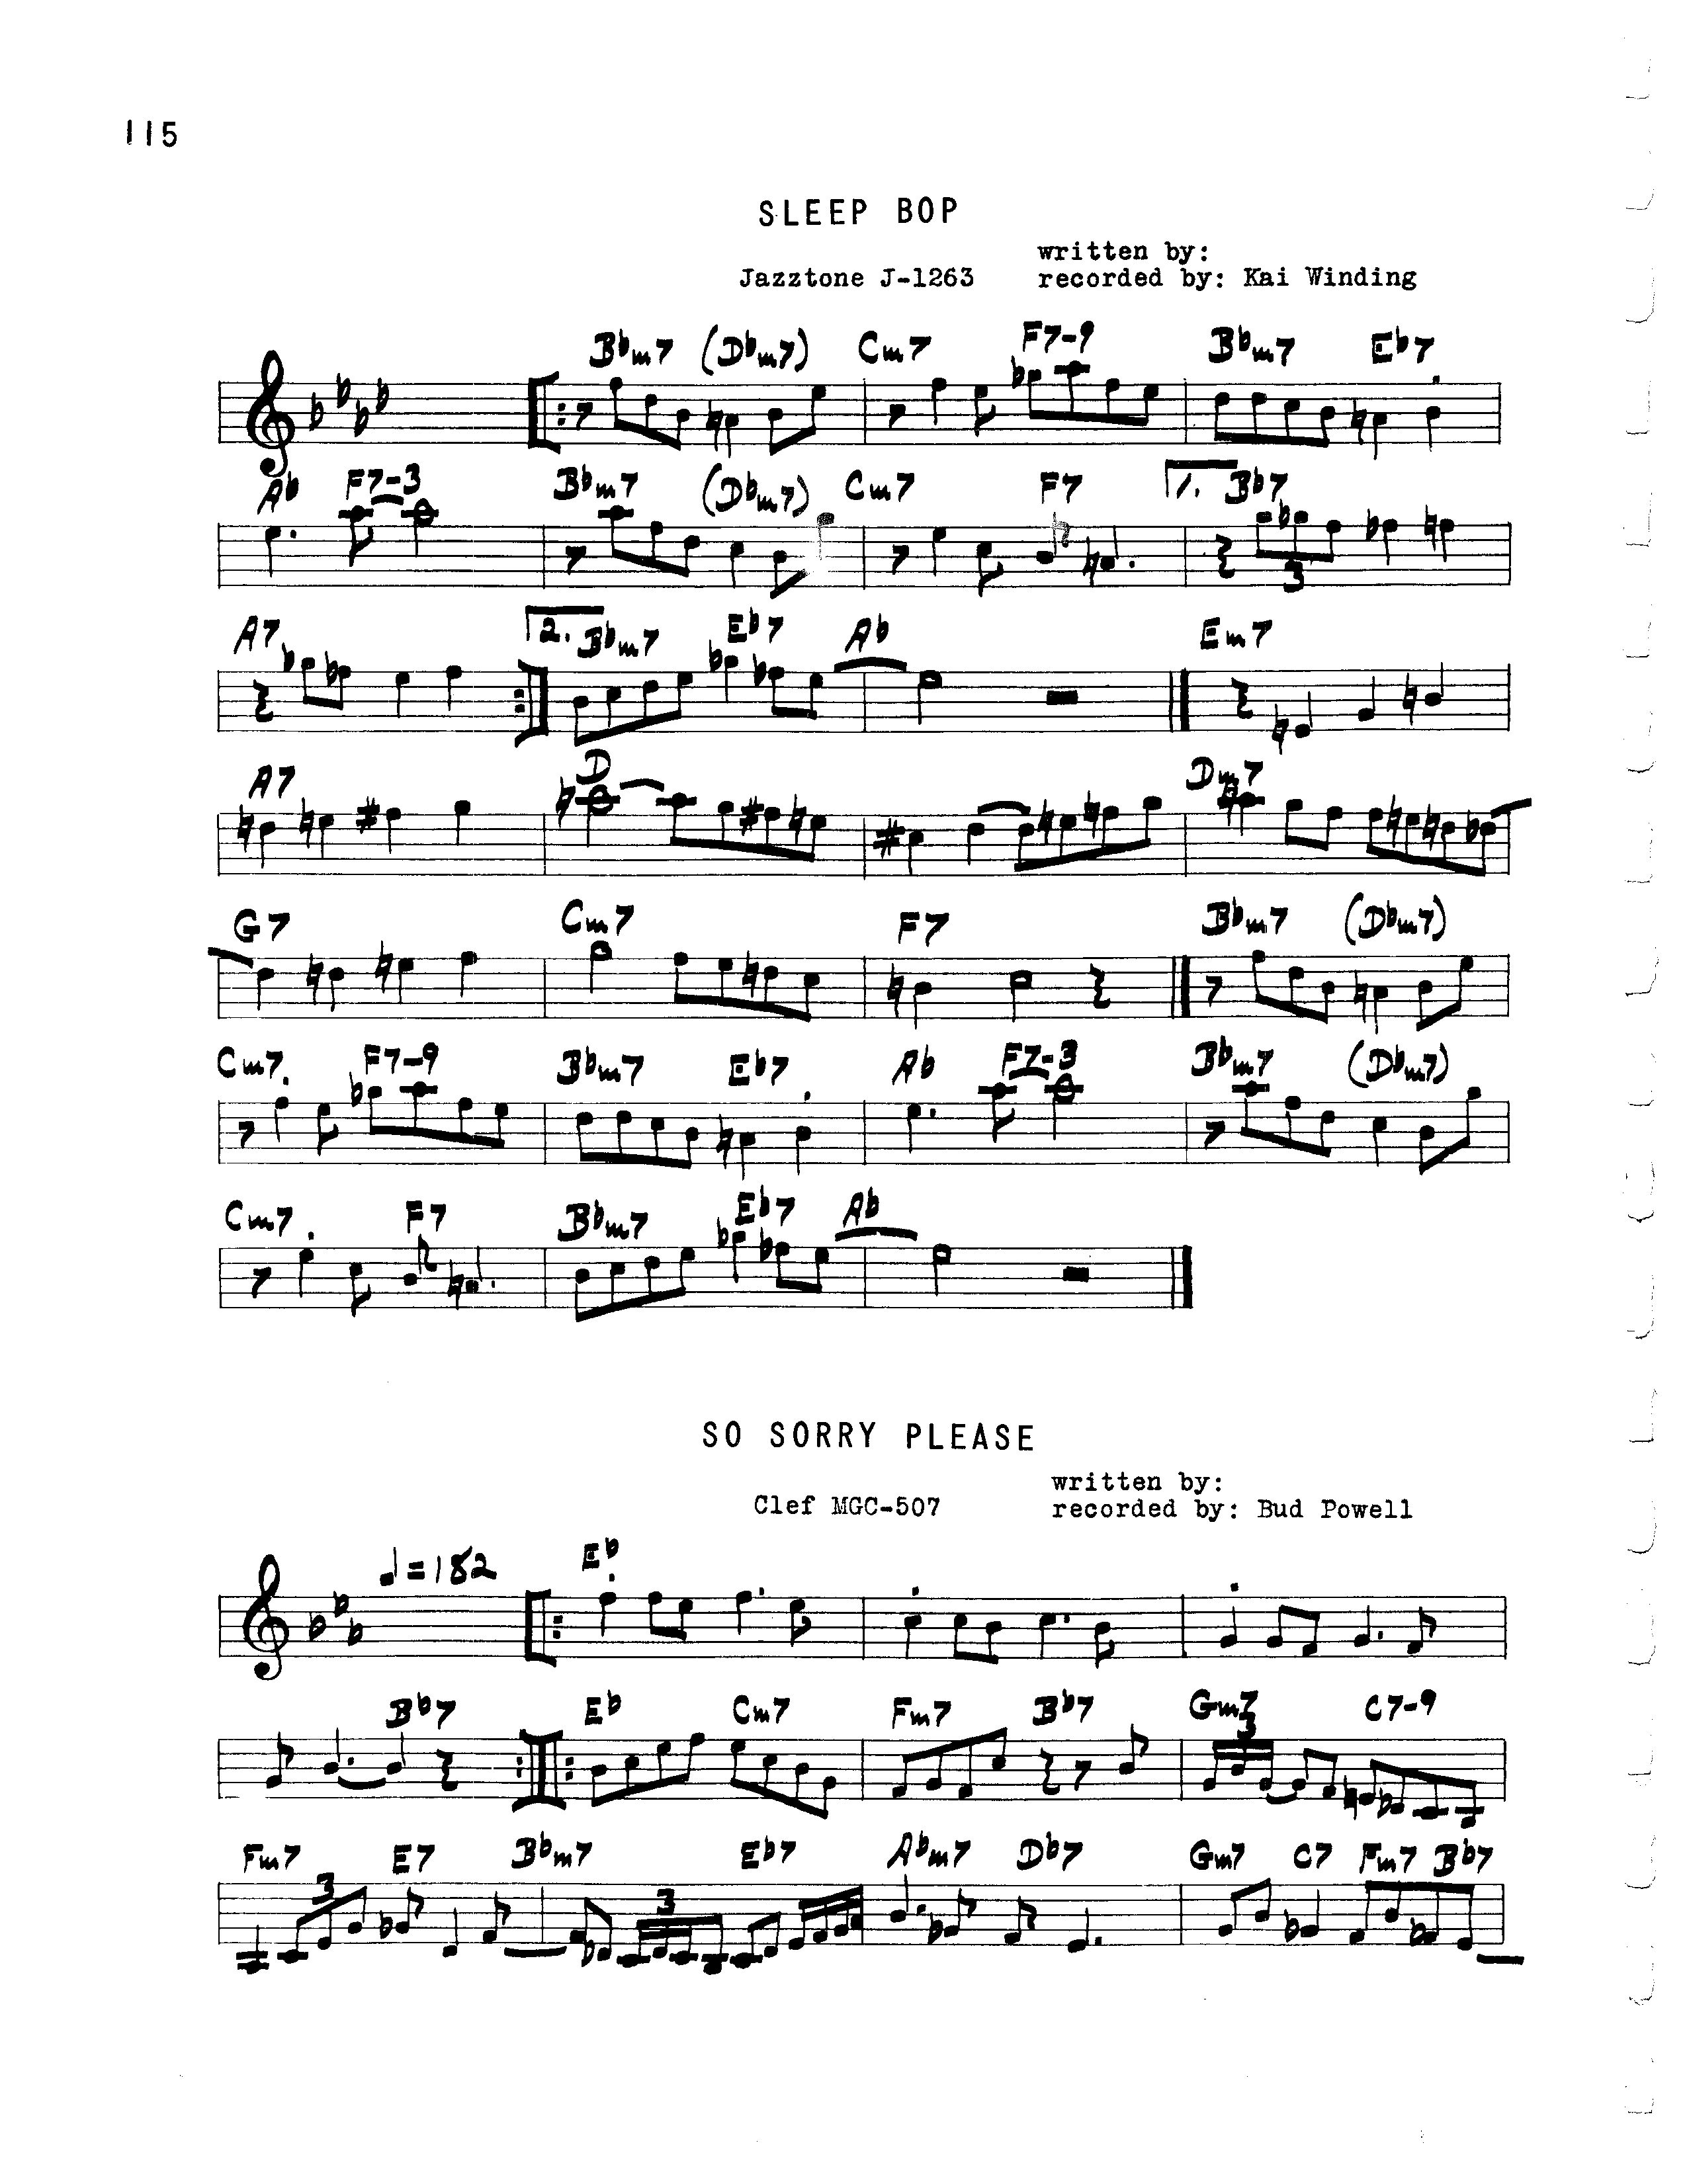 115
SLEEP BOP
written by:
Jazztone J-1263 recorded by: Kai Winding
Bbm7 (Dbm7) Cm7 F7-9 Bbm7 Eb7
Ab F7-3 Bbm7 (Dbm7) Cm7 F7 1. Bb7
3
A7 2. Bbm7 Eb7 Ab Em7
A7 D Dm7
G7 Cm7 F7 Bbm7 (Dbm7)
Cm7 F7-9 Bbm7 Eb7 Ab F7-3 Bbm7 (Dbm7)
Cm7 F7 Bbm7 Eb7 Ab
SO SORRY PLEASE
written by:
Clef MGC-507 recorded by: Bud Powell
♩=182 Eb
Bb7 Eb Cm7 Fm7 Bb7 Gm7 C7-9
3
Fm7 E7 Bbm7 Eb7 Abm7 Db7 Gm7 C7 Fm7 Bb7
3 3